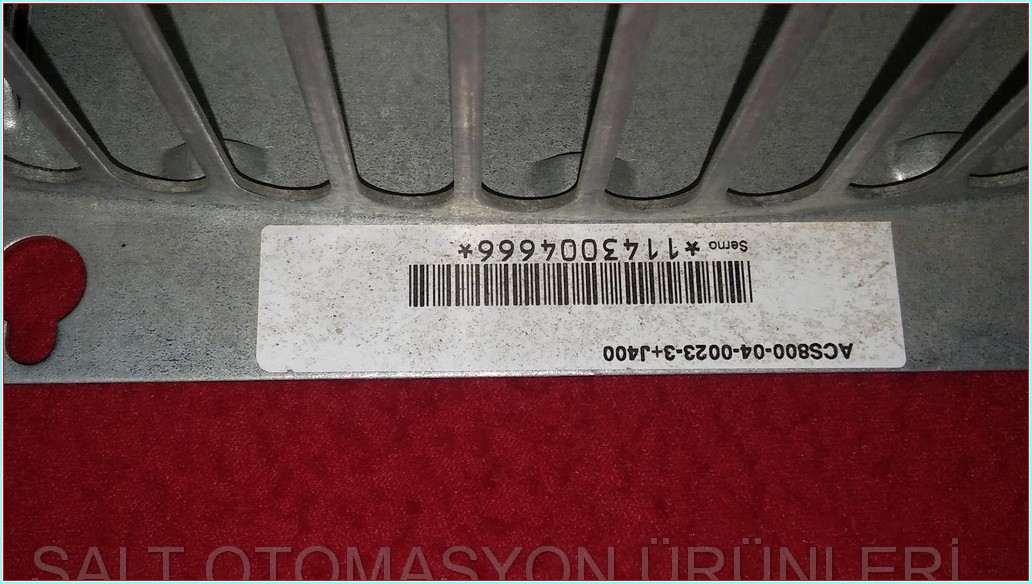 ACS800-04-0023-3+J400
Serno *1143004666*
SALT OTOMASYON ÜRÜNLERİ